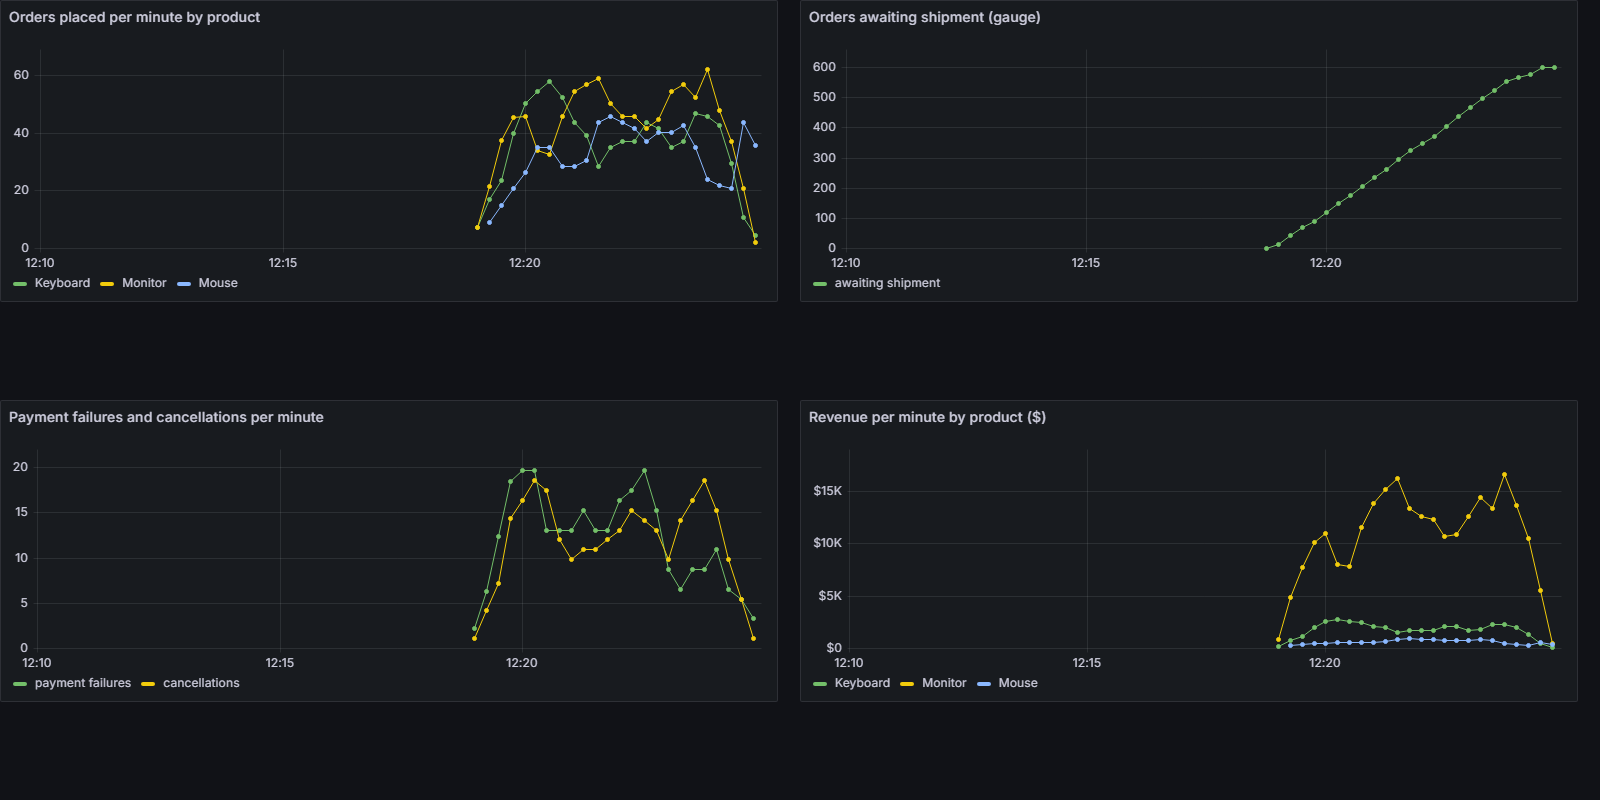 Orders placed per minute by product
60
40
20
0
12:10 12:15 12:20
Keyboard Monitor Mouse
Orders awaiting shipment (gauge)
600
500
400
300
200
100
0
12:10 12:15 12:20
awaiting shipment
Payment failures and cancellations per minute
20
15
10
5
0
12:10 12:15 12:20
payment failures cancellations
Revenue per minute by product ($)
$15K
$10K
$5K
$0
12:10 12:15 12:20
Keyboard Monitor Mouse